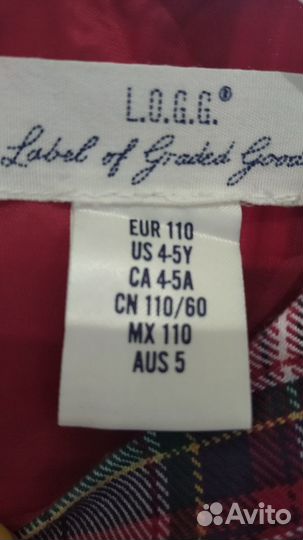 L.O.G.G.®
Label of Graded Goods
EUR 110
US 4-5Y
CA 4-5A
CN 110/60
MX 110
AUS 5
Avito